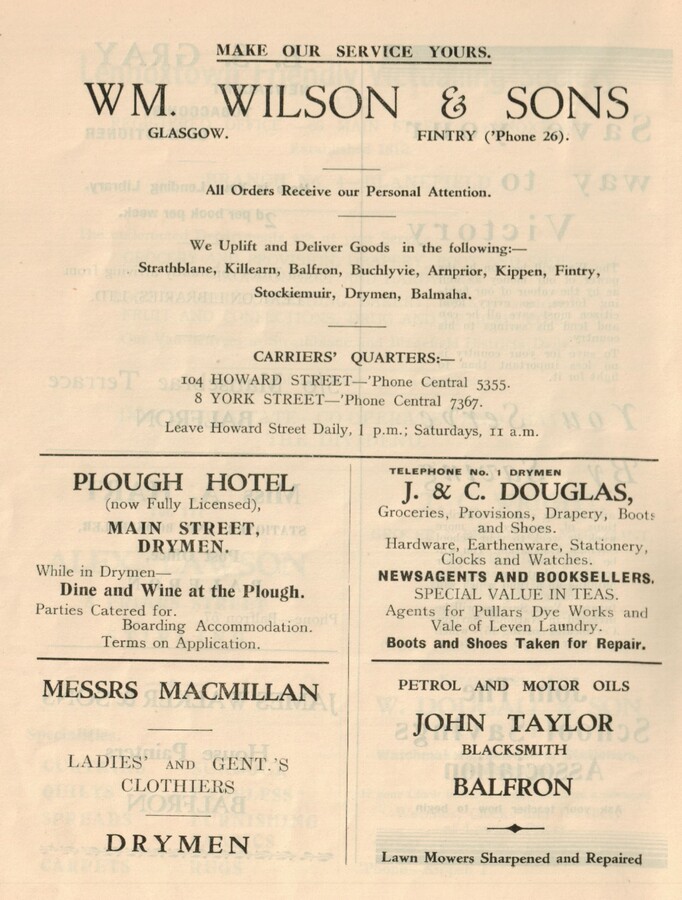 MAKE OUR SERVICE YOURS.
WM. WILSON & SONS
GLASGOW. FINTRY ('Phone 26).
All Orders Receive our Personal Attention.
We Uplift and Deliver Goods in the following:—
Strathblane, Killearn, Balfron, Buchlyvie, Arnprior, Kippen, Fintry,
Stockiemuir, Drymen, Balmaha.
CARRIERS' QUARTERS:—
104 HOWARD STREET—'Phone Central 5355.
8 YORK STREET—'Phone Central 7367.
Leave Howard Street Daily, 1 p.m.; Saturdays, 11 a.m.
PLOUGH HOTEL
(now Fully Licensed),
MAIN STREET,
DRYMEN.
While in Drymen—
Dine and Wine at the Plough.
Parties Catered for.
Boarding Accommodation.
Terms on Application.
TELEPHONE No. 1 DRYMEN
J. & C. DOUGLAS,
Groceries, Provisions, Drapery, Boots
and Shoes.
Hardware, Earthenware, Stationery,
Clocks and Watches.
NEWSAGENTS AND BOOKSELLERS.
SPECIAL VALUE IN TEAS.
Agents for Pullars Dye Works and
Vale of Leven Laundry.
Boots and Shoes Taken for Repair.
MESSRS MACMILLAN
LADIES' AND GENT.'S
CLOTHIERS
DRYMEN
PETROL AND MOTOR OILS
JOHN TAYLOR
BLACKSMITH
BALFRON
Lawn Mowers Sharpened and Repaired